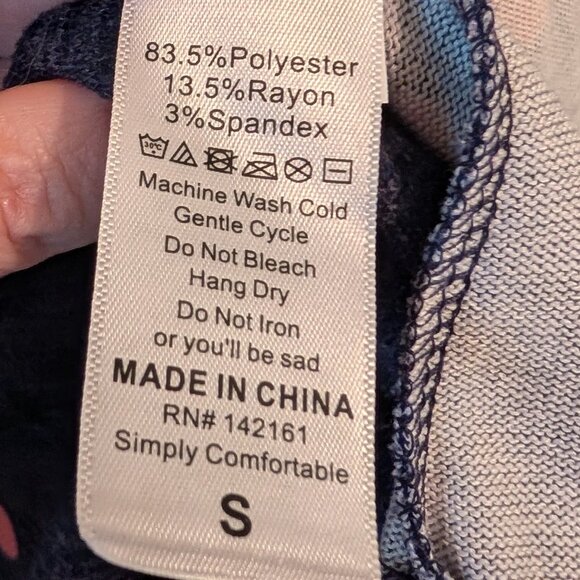 83.5%Polyester
13.5%Rayon
3%Spandex
30°C
Machine Wash Cold
Gentle Cycle
Do Not Bleach
Hang Dry
Do Not Iron
or you'll be sad
MADE IN CHINA
RN# 142161
Simply Comfortable
S